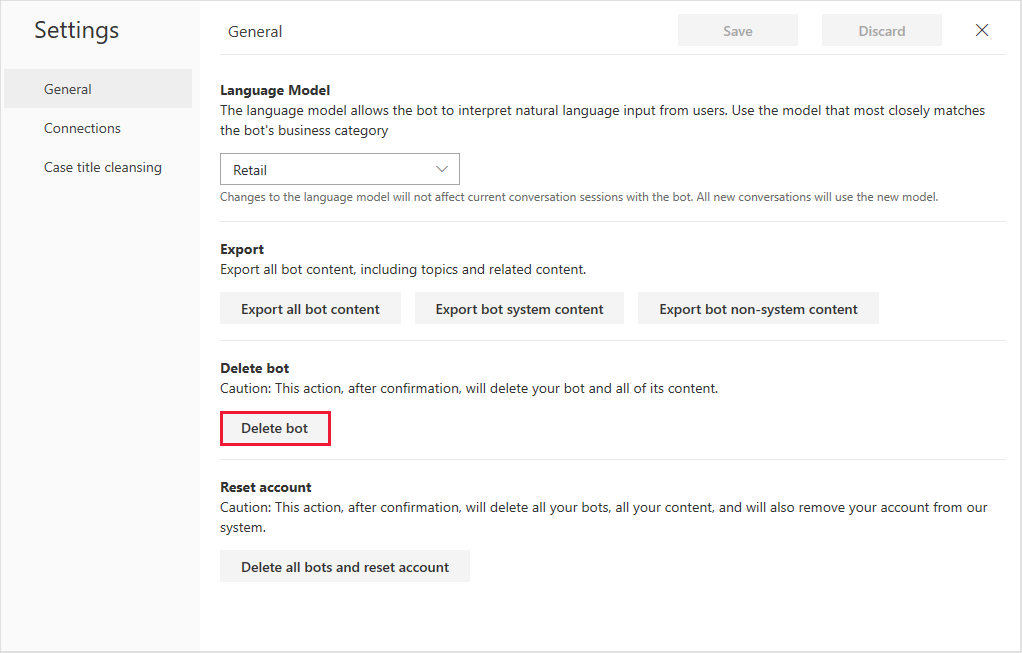 Settings
General
Connections
Case title cleansing
General
Save
Discard
Language Model
The language model allows the bot to interpret natural language input from users. Use the model that most closely matches
the bot's business category
Retail
Changes to the language model will not affect current conversation sessions with the bot. All new conversations will use the new model.
Export
Export all bot content, including topics and related content.
Export all bot content
Export bot system content
Export bot non-system content
Delete bot
Caution: This action, after confirmation, will delete your bot and all of its content.
Delete bot
Reset account
Caution: This action, after confirmation, will delete all your bots, all your content, and will also remove your account from our
system.
Delete all bots and reset account